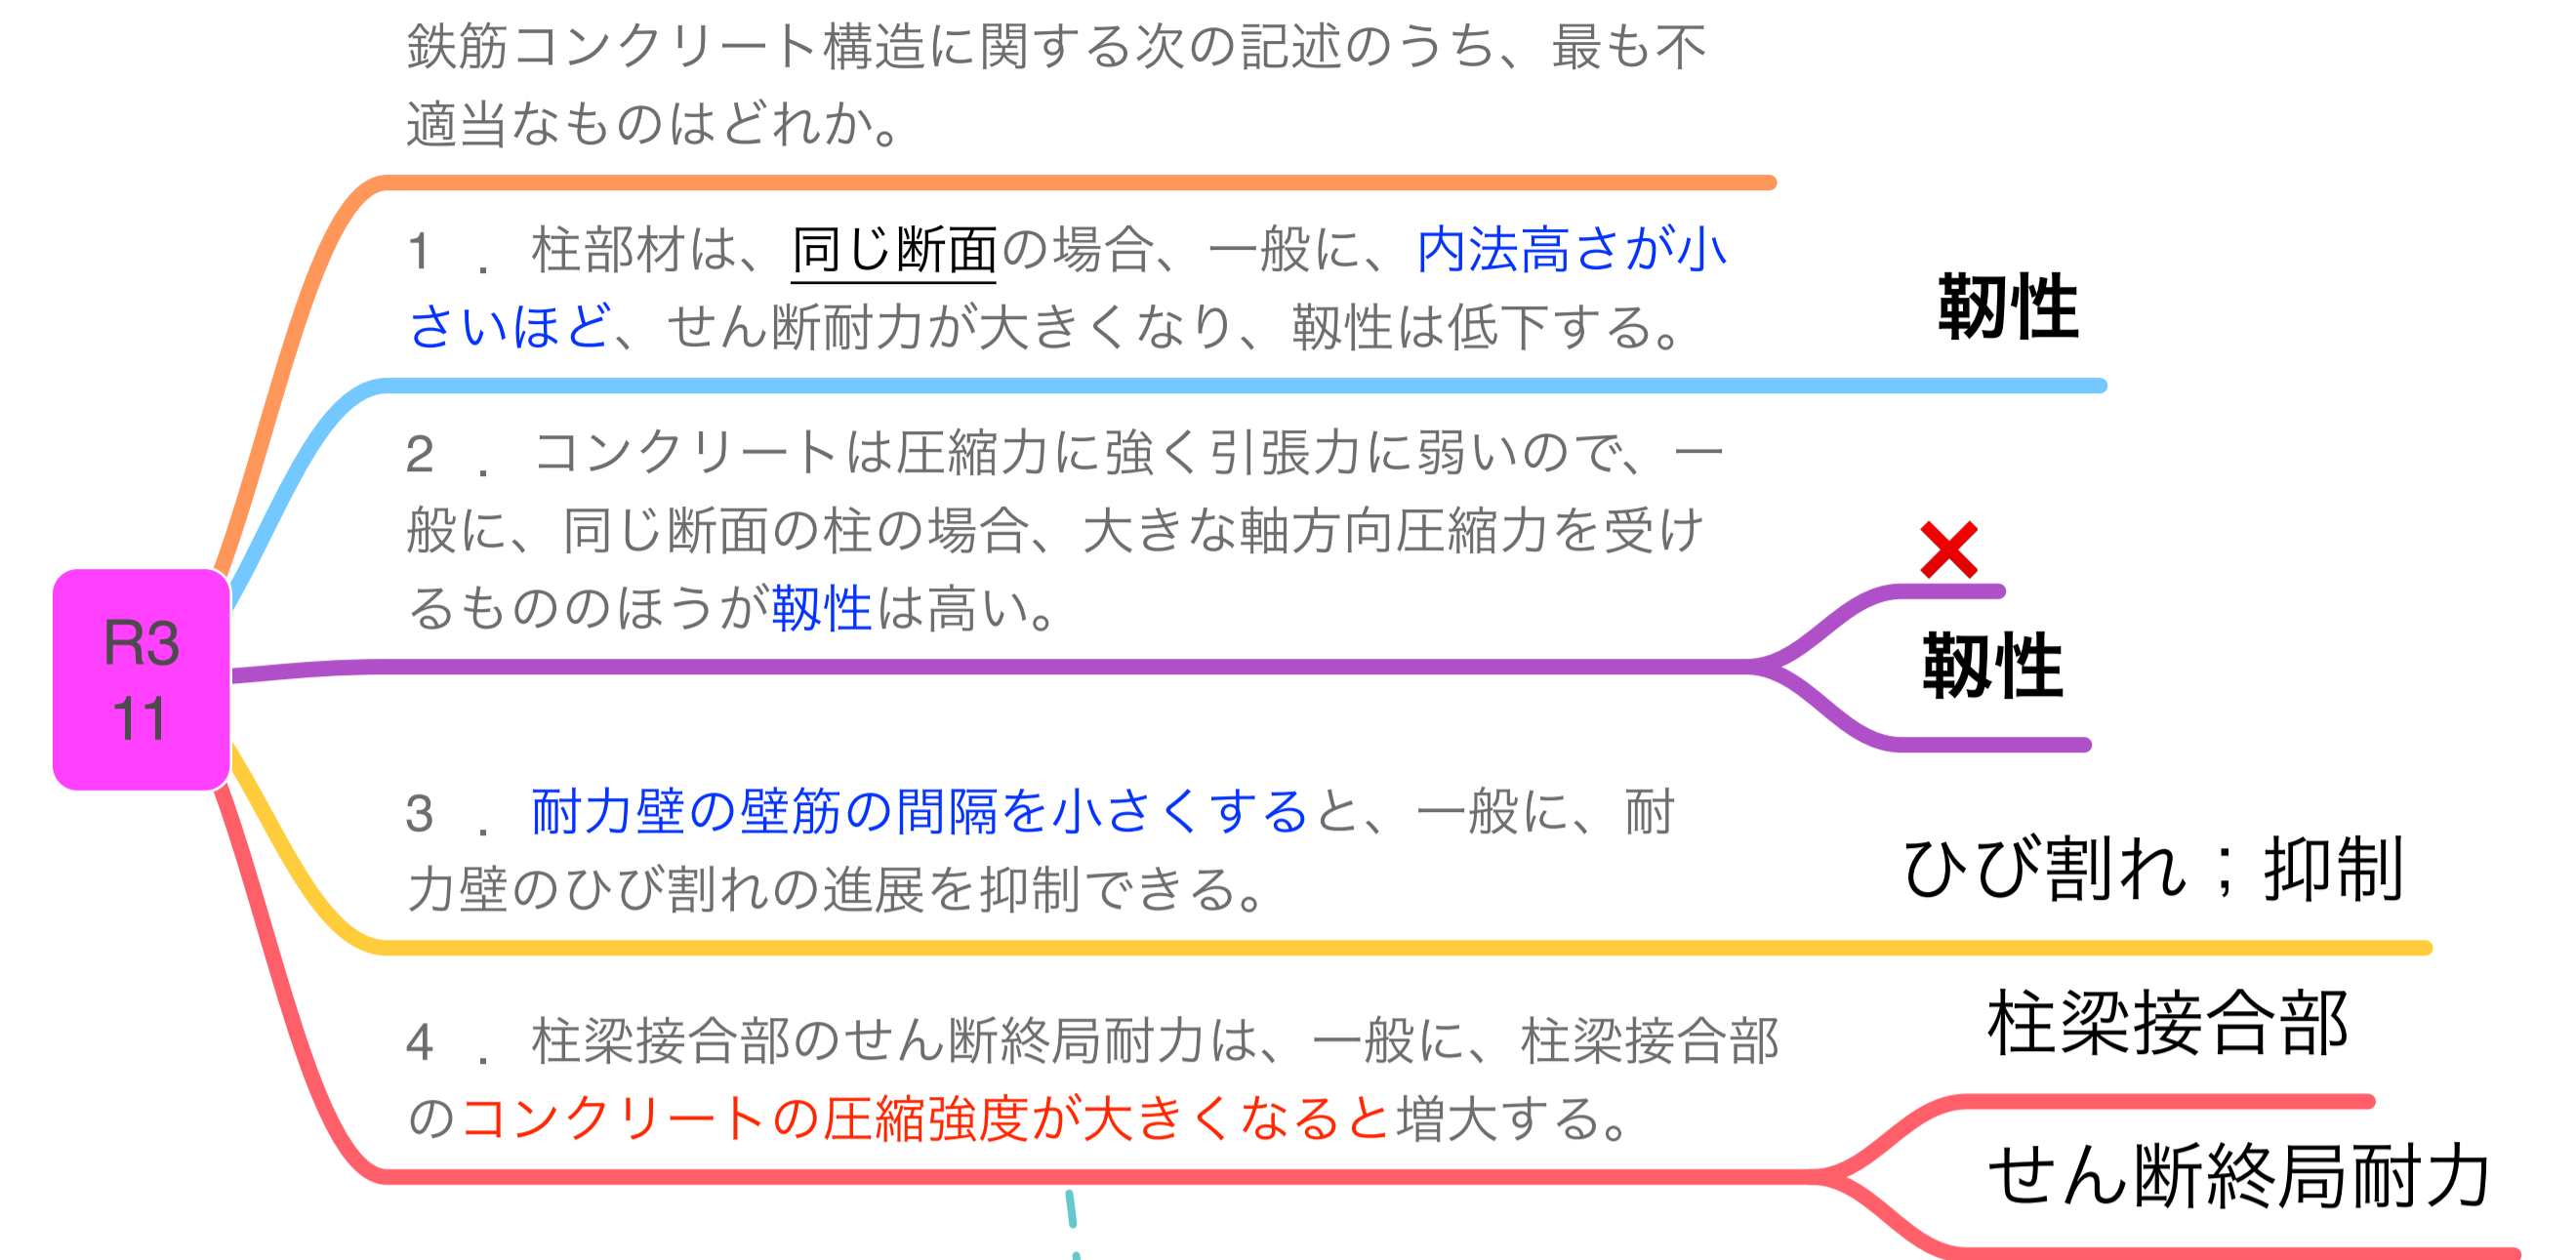 鉄筋コンクリート構造に関する次の記述のうち、最も不
適当なものはどれか。
1 . 柱部材は、同じ断面の場合、一般に、内法高さが小
さいほど、せん断耐力が大きくなり、靱性は低下する。
靱性
2 . コンクリートは圧縮力に強く引張力に弱いので、一
般に、同じ断面の柱の場合、大きな軸方向圧縮力を受け
るもののほうが靱性は高い。
❌
靱性
R3
11
3 . 耐力壁の壁筋の間隔を小さくすると、一般に、耐
力壁のひび割れの進展を抑制できる。
ひび割れ；抑制
4 . 柱梁接合部のせん断終局耐力は、一般に、柱梁接合部
のコンクリートの圧縮強度が大きくなると増大する。
柱梁接合部
せん断終局耐力